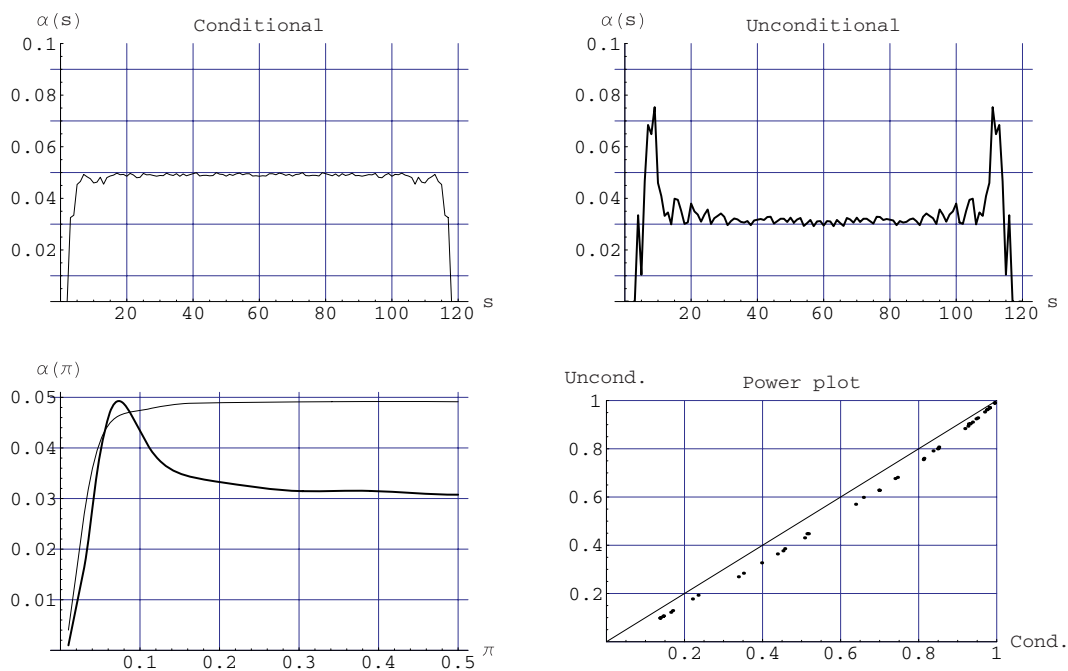 α(s)
Conditional
0.1
0.08
0.06
0.04
0.02
20 40 60 80 100 120 s
α(s)
Unconditional
0.1
0.08
0.06
0.04
0.02
20 40 60 80 100 120 s
α(π)
0.05
0.04
0.03
0.02
0.01
0.1 0.2 0.3 0.4 0.5 π
Uncond.
Power plot
1
0.8
0.6
0.4
0.2
0.2 0.4 0.6 0.8 1 Cond.